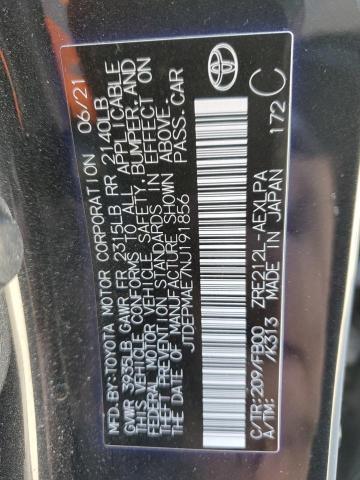 MFD.BY:TOYOTA MOTOR CORPORATION 06/21
GVWR 3935LB GAWR FR 2315LB RR 2140LB
THIS VEHICLE CONFORMS TO ALL APPLICABLE
FEDERAL MOTOR VEHICLE SAFETY, BUMPER, AND
THEFT PREVENTION STANDARDS IN EFFECT ON
THE DATE OF MANUFACTURE SHOWN ABOVE.
JTDEPMAE7NJ191856 PASS.CAR
C/TR:209/FB00 ZRE212L-AEXLPA
A/TM: /K313 MADE IN JAPAN 172 C